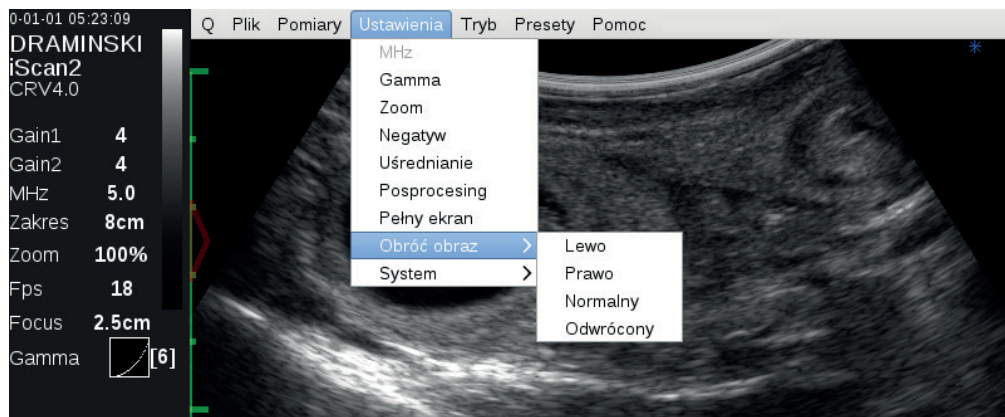 0-01-01 05:23:09
DRAMINSKI
iScan2
CRV4.0
Gain1 4
Gain2 4
MHz 5.0
Zakres 8cm
Zoom 100%
Fps 18
Focus 2.5cm
Gamma [6]
Q Plik Pomiary Ustawienia Tryb Presety Pomoc
MHz
Gamma
Zoom
Negatyw
Uśrednianie
Posprocesing
Pełny ekran
Obróć obraz
System
Lewo
Prawo
Normalny
Odwrócony